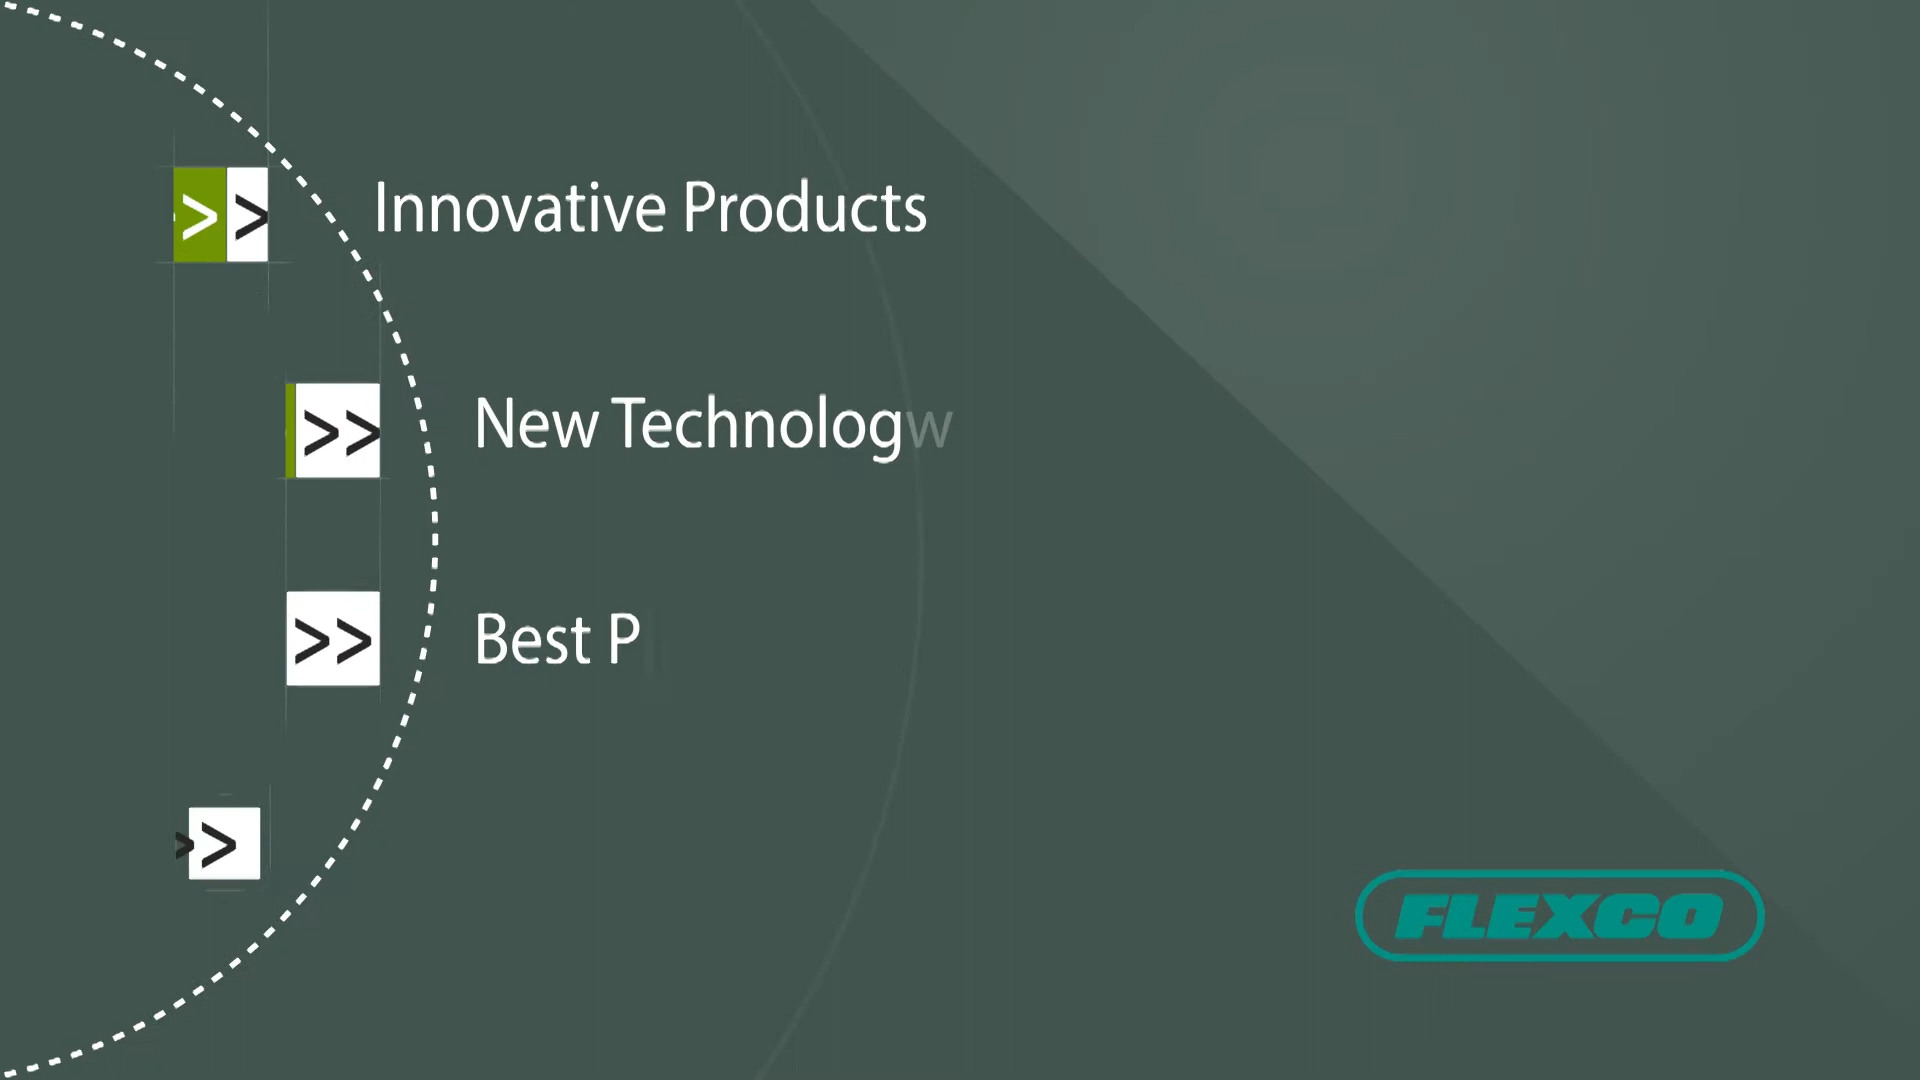 >> Innovative Products
>> New Technologw
>> Best P
>>
FLEXCO